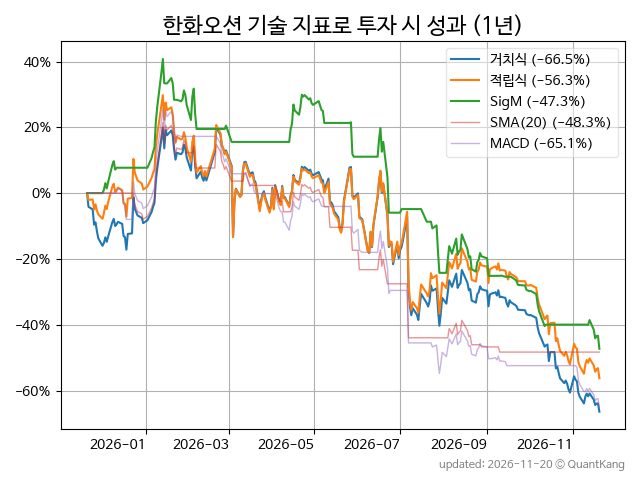 한화오션 기술 지표로 투자 시 성과 (1년)
거치식 (−66.5%)
적립식 (−56.3%)
SigM (−47.3%)
SMA(20) (−48.3%)
MACD (−65.1%)
40%
20%
0%
−20%
−40%
−60%
2026−01 2026−03 2026−05 2026−07 2026−09 2026−11
updated: 2026−11−20 © QuantKang